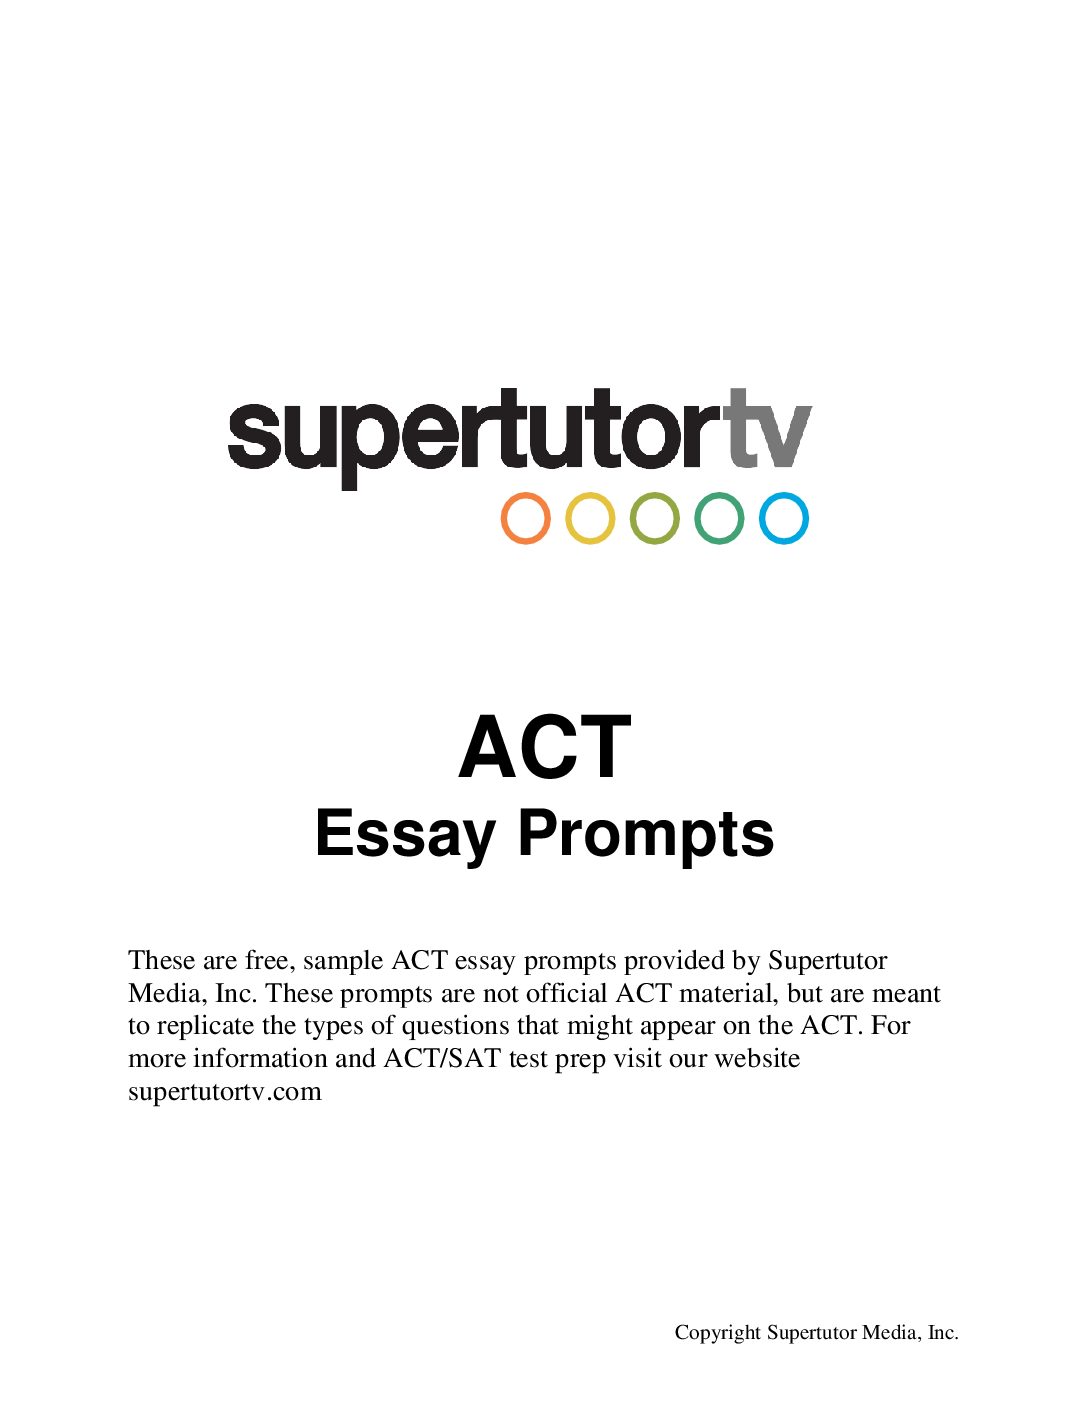 supertutortv
ACT
Essay Prompts
These are free, sample ACT essay prompts provided by Supertutor
Media, Inc. These prompts are not official ACT material, but are meant
to replicate the types of questions that might appear on the ACT. For
more information and ACT/SAT test prep visit our website
supertutortv.com
Copyright Supertutor Media, Inc.